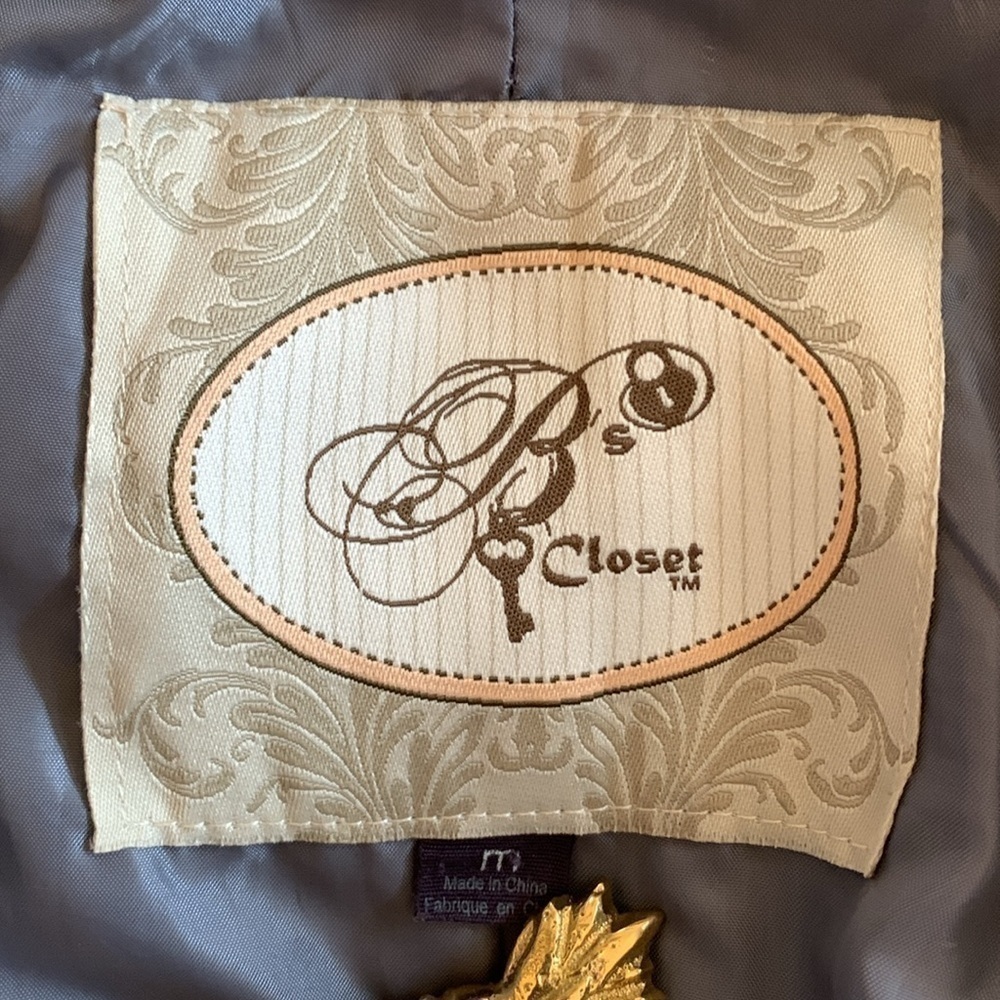 B's
Closet
TM
m
Made in China
Fabrique en